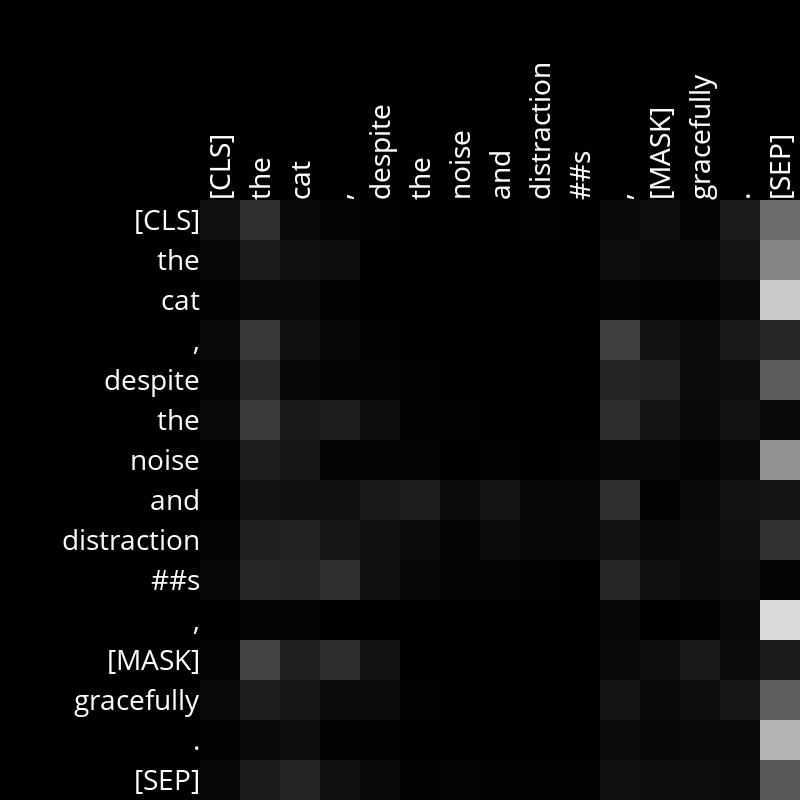 [CLS] the cat , despite the noise and distraction ##s , [MASK] gracefully . [SEP]
[CLS]
the
cat
,
despite
the
noise
and
distraction
##s
,
[MASK]
gracefully
.
[SEP]